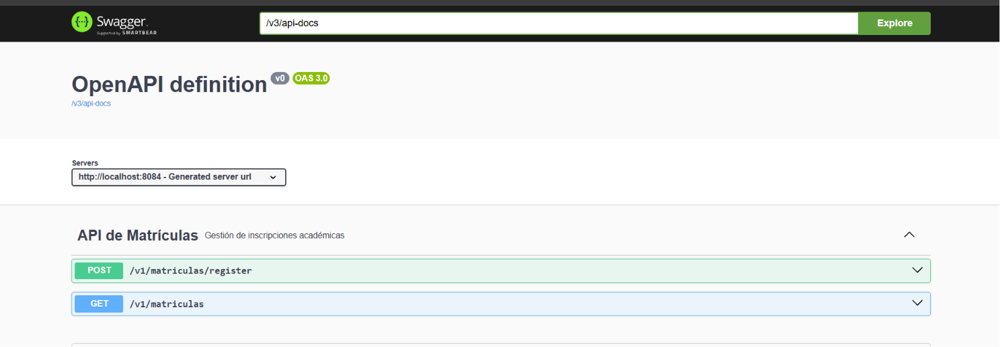 Swagger.
Supported by SMARTBEAR
/v3/api-docs
Explore
OpenAPI definition v0 OAS 3.0
/v3/api-docs
Servers
http://localhost:8084 - Generated server url
API de Matrículas Gestión de inscripciones académicas
POST /v1/matriculas/register
GET /v1/matriculas